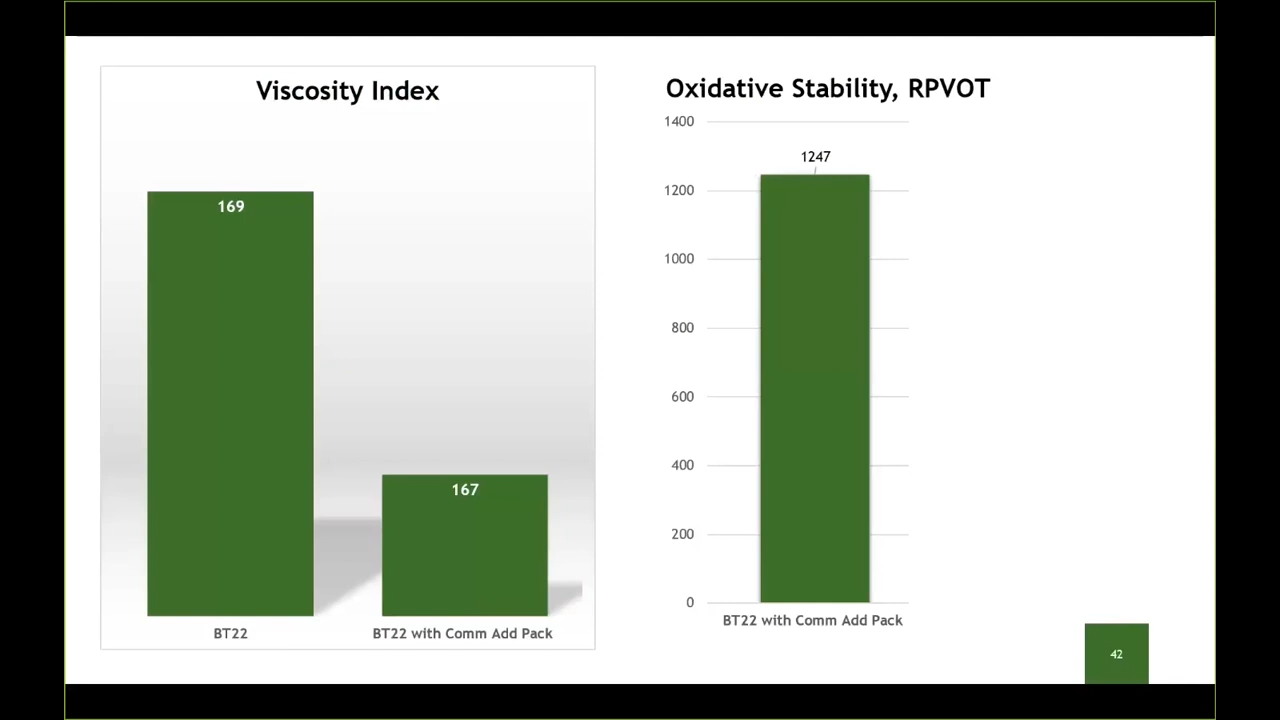 Viscosity Index
169
167
BT22
BT22 with Comm Add Pack
Oxidative Stability, RPVOT
1400
1247
1200
1000
800
600
400
200
0
BT22 with Comm Add Pack
42